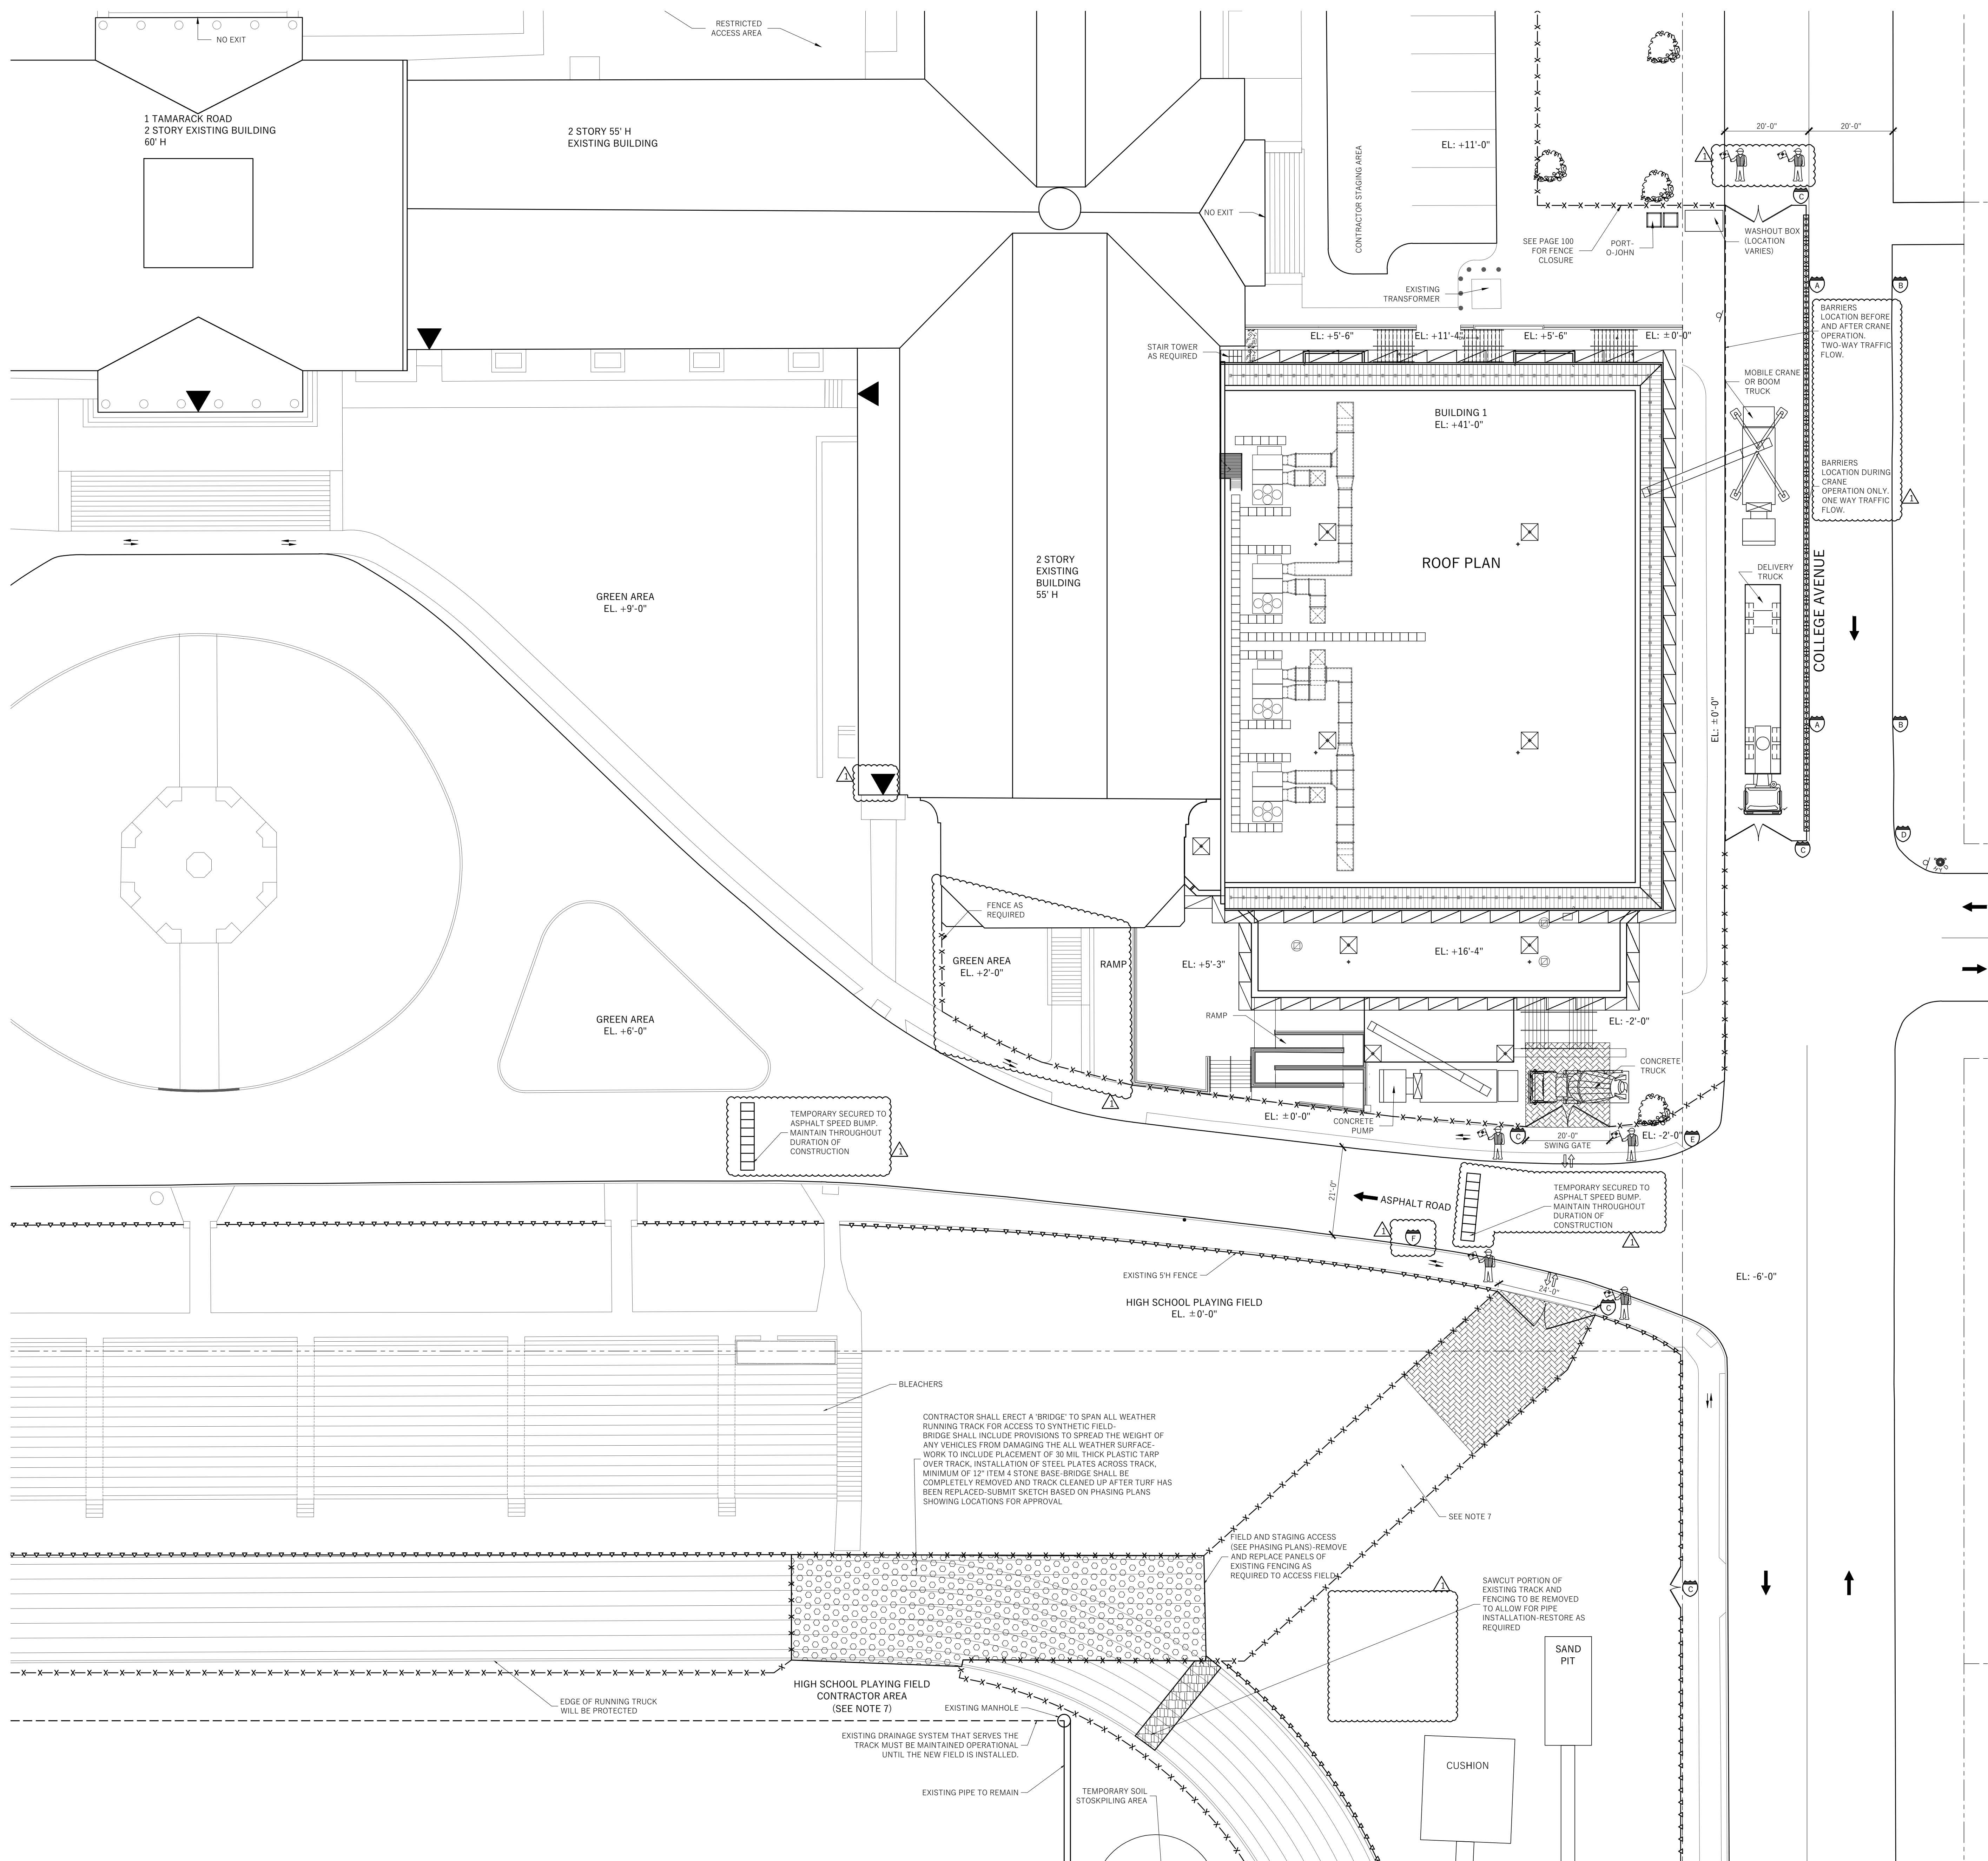 NO EXIT
RESTRICTED
ACCESS AREA
1 TAMARACK ROAD
2 STORY EXISTING BUILDING
60' H
2 STORY 55' H
EXISTING BUILDING
CONTRACTOR STAGING AREA
EL: +11'-0"
20'-0"
20'-0"
1
C
NO EXIT
SEE PAGE 100
FOR FENCE
CLOSURE
PORT-
O-JOHN
WASHOUT BOX
(LOCATION
VARIES)
EXISTING
TRANSFORMER
A
B
BARRIERS
LOCATION BEFORE
AND AFTER CRANE
OPERATION.
TWO-WAY TRAFFIC
FLOW.
STAIR TOWER
AS REQUIRED
EL: +5'-6"
EL: +11'-4"
EL: +5'-6"
EL: ±0'-0"
MOBILE CRANE
OR BOOM
TRUCK
BUILDING 1
EL: +41'-0"
BARRIERS
LOCATION DURING
CRANE
OPERATION ONLY.
ONE WAY TRAFFIC
FLOW.
1
ROOF PLAN
2 STORY
EXISTING
BUILDING
55' H
DELIVERY
TRUCK
COLLEGE AVENUE
GREEN AREA
EL. +9'-0"
EL: ±0'-0"
A
B
1
D
C
FENCE AS
REQUIRED
GREEN AREA
EL. +2'-0"
RAMP
EL: +5'-3"
EL: +16'-4"
GREEN AREA
EL. +6'-0"
RAMP
EL: -2'-0"
CONCRETE
TRUCK
1
TEMPORARY SECURED TO
ASPHALT SPEED BUMP.
MAINTAIN THROUGHOUT
DURATION OF
CONSTRUCTION
1
EL: ±0'-0"
CONCRETE
PUMP
C
20'-0"
SWING GATE
EL: -2'-0"
E
21'-0"
ASPHALT ROAD
TEMPORARY SECURED TO
ASPHALT SPEED BUMP.
MAINTAIN THROUGHOUT
DURATION OF
CONSTRUCTION
1
1
F
EXISTING 5'H FENCE
24'-0"
C
EL: -6'-0"
HIGH SCHOOL PLAYING FIELD
EL. ±0'-0"
BLEACHERS
CONTRACTOR SHALL ERECT A 'BRIDGE' TO SPAN ALL WEATHER
RUNNING TRACK FOR ACCESS TO SYNTHETIC FIELD-
BRIDGE SHALL INCLUDE PROVISIONS TO SPREAD THE WEIGHT OF
ANY VEHICLES FROM DAMAGING THE ALL WEATHER SURFACE-
WORK TO INCLUDE PLACEMENT OF 30 MIL THICK PLASTIC TARP
OVER TRACK, INSTALLATION OF STEEL PLATES ACROSS TRACK,
MINIMUM OF 12" ITEM 4 STONE BASE-BRIDGE SHALL BE
COMPLETELY REMOVED AND TRACK CLEANED UP AFTER TURF HAS
BEEN REPLACED-SUBMIT SKETCH BASED ON PHASING PLANS
SHOWING LOCATIONS FOR APPROVAL
SEE NOTE 7
FIELD AND STAGING ACCESS
(SEE PHASING PLANS)-REMOVE
AND REPLACE PANELS OF
EXISTING FENCING AS
REQUIRED TO ACCESS FIELD
1
SAWCUT PORTION OF
EXISTING TRACK AND
FENCING TO BE REMOVED
TO ALLOW FOR PIPE
INSTALLATION-RESTORE AS
REQUIRED
C
SAND
PIT
EDGE OF RUNNING TRUCK
WILL BE PROTECTED
HIGH SCHOOL PLAYING FIELD
CONTRACTOR AREA
(SEE NOTE 7)
EXISTING MANHOLE
EXISTING DRAINAGE SYSTEM THAT SERVES THE
TRACK MUST BE MAINTAINED OPERATIONAL
UNTIL THE NEW FIELD IS INSTALLED.
CUSHION
EXISTING PIPE TO REMAIN
TEMPORARY SOIL
STOSKPILING AREA